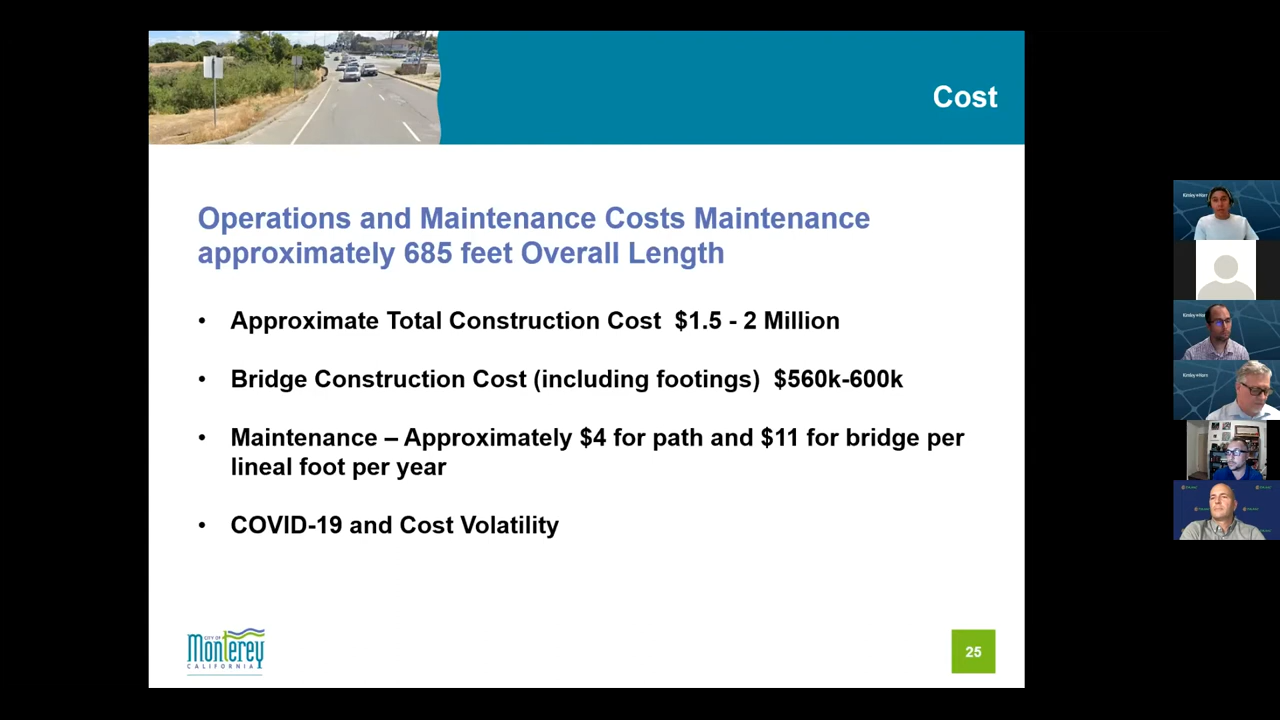 Cost
Operations and Maintenance Costs Maintenance
approximately 685 feet Overall Length
• Approximate Total Construction Cost $1.5 - 2 Million
• Bridge Construction Cost (including footings) $560k-600k
• Maintenance – Approximately $4 for path and $11 for bridge per
lineal foot per year
• COVID-19 and Cost Volatility
CITY OF
Monterey
CALIFORNIA
25